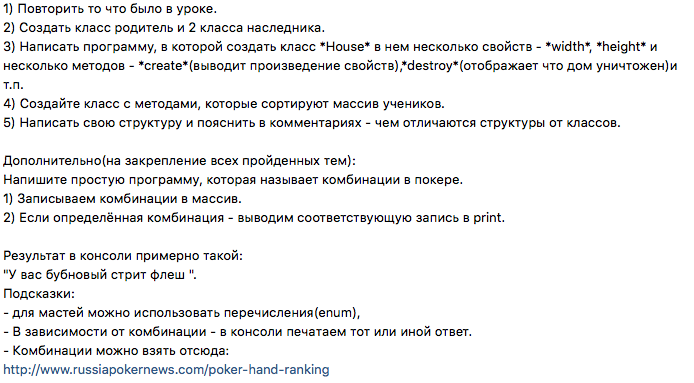 1) Повторить то что было в уроке.
2) Создать класс родитель и 2 класса наследника.
3) Написать программу, в которой создать класс *House* в нем несколько свойств - *width*, *height* и
несколько методов - *create*(выводит произведение свойств),*destroy*(отображает что дом уничтожен)и
т.п.
4) Создайте класс с методами, которые сортируют массив учеников.
5) Написать свою структуру и пояснить в комментариях - чем отличаются структуры от классов.
Дополнительно(на закрепление всех пройденных тем):
Напишите простую программу, которая называет комбинации в покере.
1) Записываем комбинации в массив.
2) Если определённая комбинация - выводим соответствующую запись в print.
Результат в консоли примерно такой:
"У вас бубновый стрит флеш ".
Подсказки:
- для мастей можно использовать перечисления(enum),
- В зависимости от комбинации - в консоли печатаем тот или иной ответ.
- Комбинации можно взять отсюда:
http://www.russiapokernews.com/poker-hand-ranking